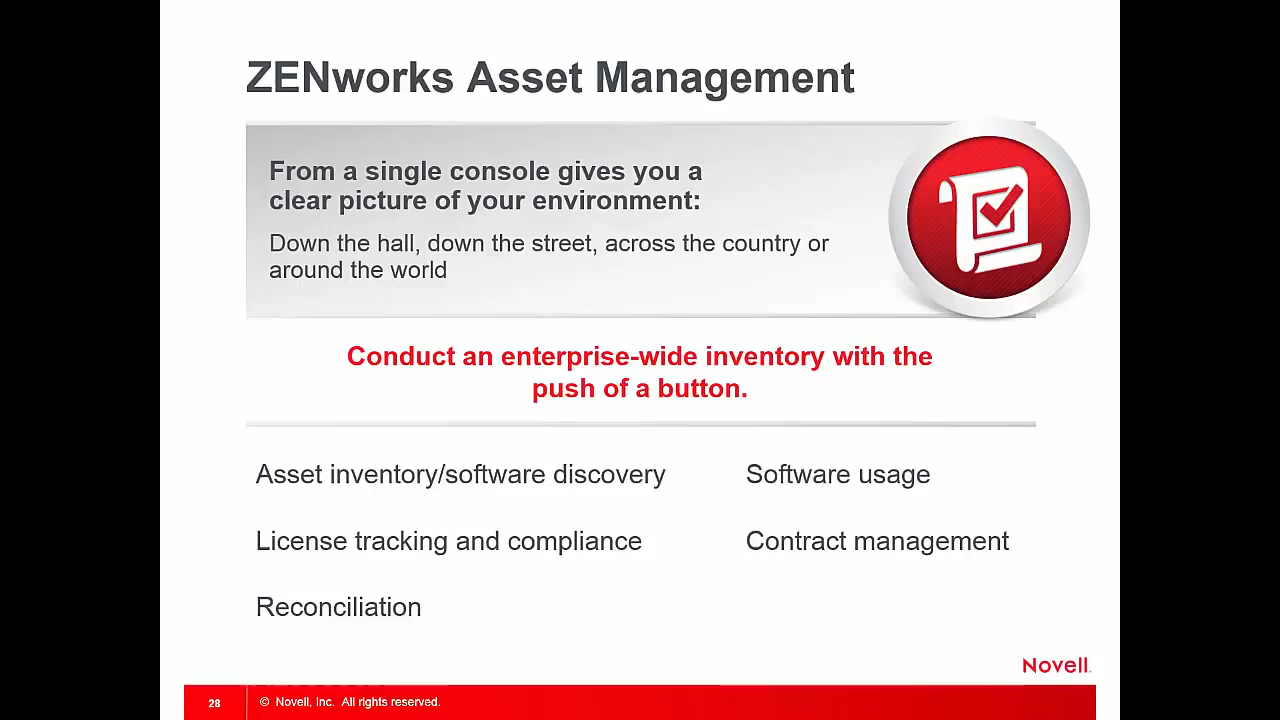 ZENworks Asset Management
From a single console gives you a
clear picture of your environment:
Down the hall, down the street, across the country or
around the world
Conduct an enterprise-wide inventory with the
push of a button.
Asset inventory/software discovery
Software usage
License tracking and compliance
Contract management
Reconciliation
Novell.
28
© Novell, Inc. All rights reserved.